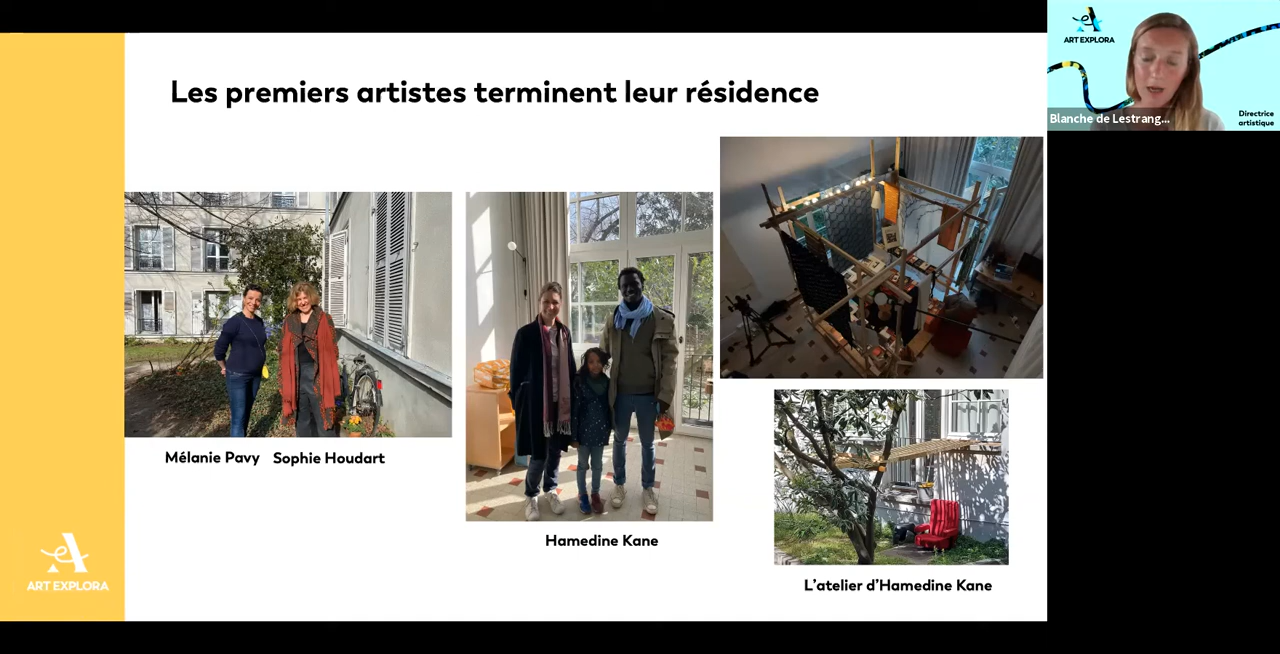 Les premiers artistes terminent leur résidence
Mélanie Pavy
Sophie Houdart
Hamedine Kane
L'atelier d'Hamedine Kane
ART EXPLORA
ART EXPLORA
Blanche de Lestrang...
Directrice
artistique